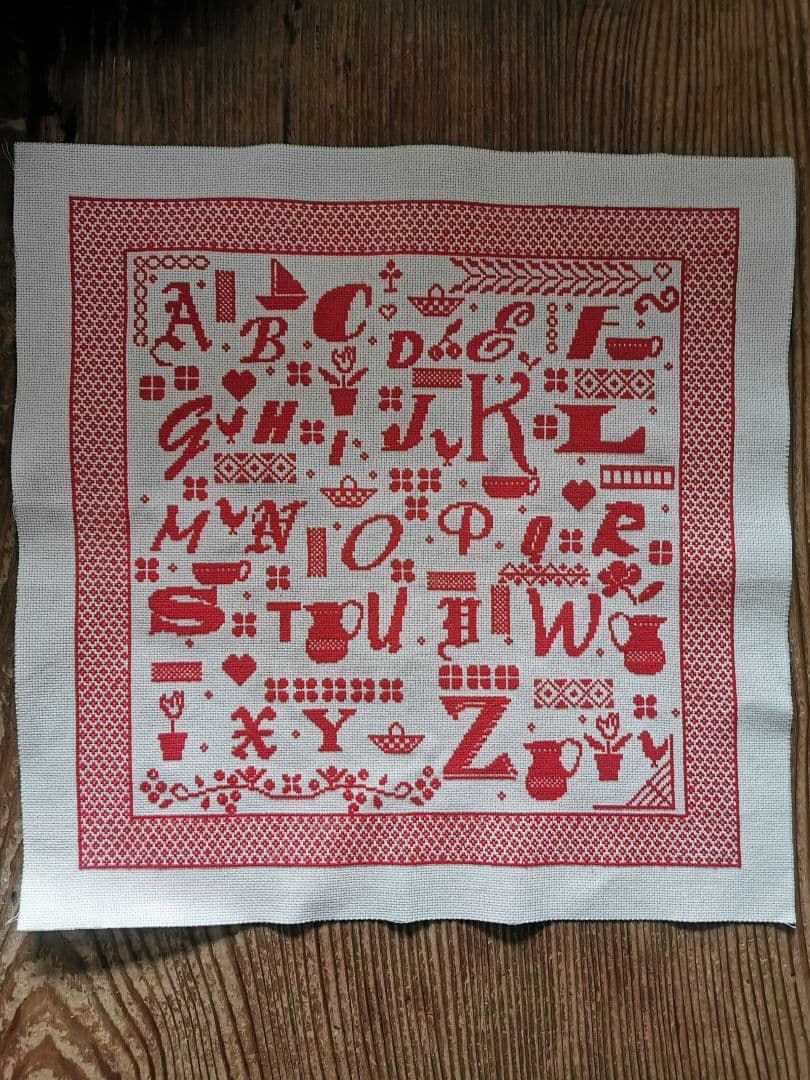 A B C D E F
G H I J K L
M N O P Q R
S T U V W
X Y Z